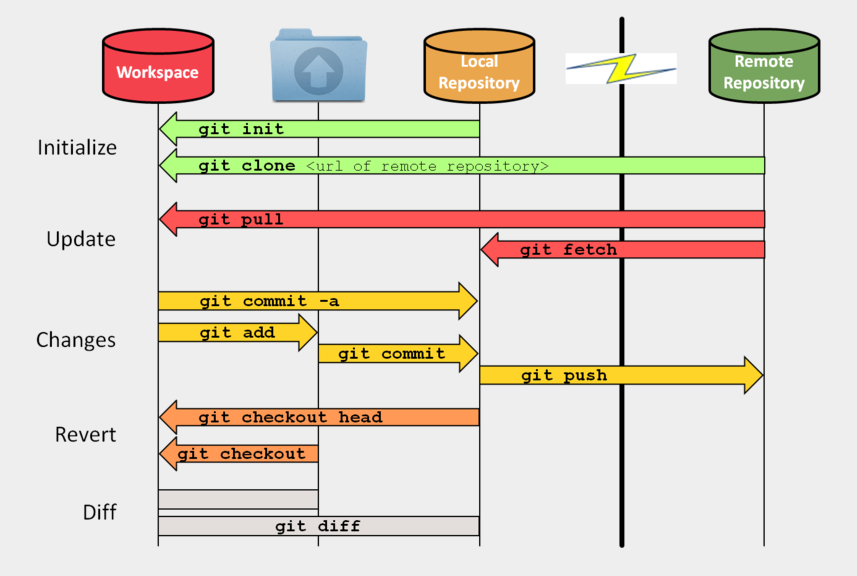 Workspace
Local
Repository
Remote
Repository
Initialize
git init
git clone <url of remote repository>
Update
git pull
git fetch
Changes
git commit -a
git add
git commit
git push
Revert
git checkout head
git checkout
Diff
git diff